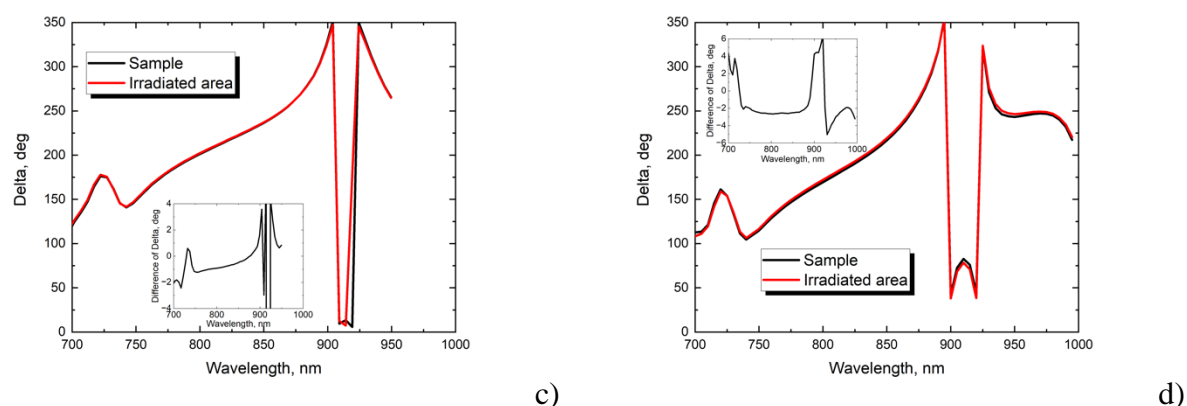 350
300
250
200
150
100
50
0
Delta, deg
Sample
Irradiated area
4
2
0
-2
-4
Difference of Delta, deg
700 800 900 1000
Wavelength, nm
700 750 800 850 900 950 1000
Wavelength, nm
c)
350
300
250
200
150
100
50
0
Delta, deg
6
4
2
0
-2
-4
-6
Difference of Delta, deg
700 800 900 1000
Wavelength, nm
Sample
Irradiated area
700 750 800 850 900 950 1000
Wavelength, nm
d)